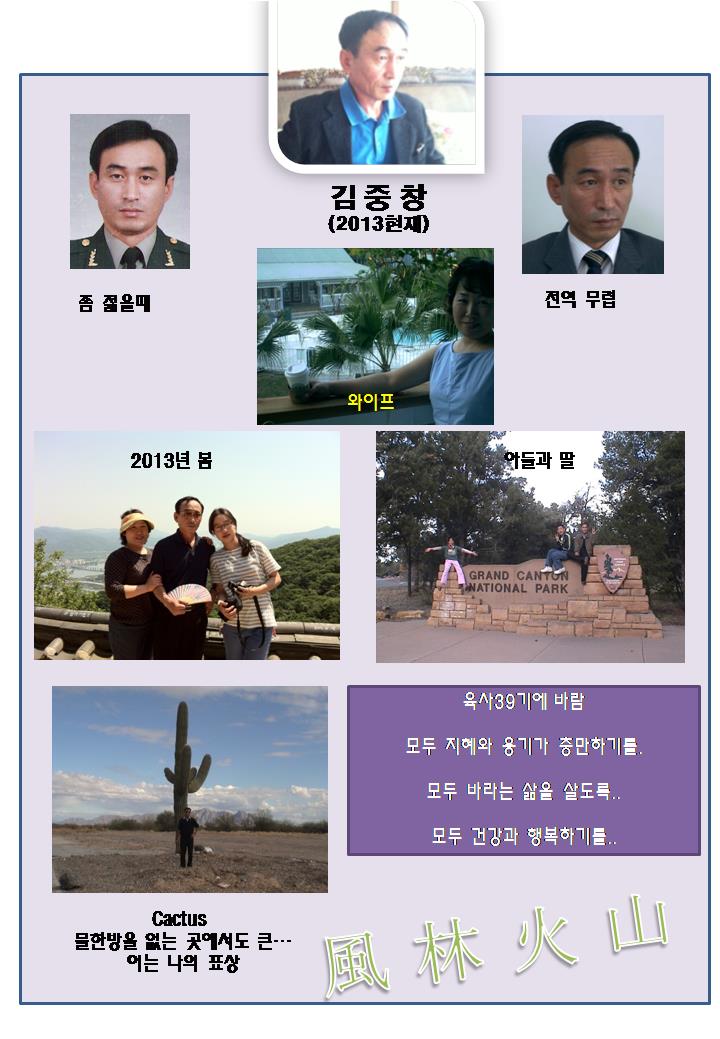 김 중 창
(2013현재)
좀 젊을때
전역 무렵
와이프
2013년 봄
아들과 딸
GRAND CANYON
NATIONAL PARK
육사39기에 바람
모두 지혜와 용기가 충만하기를.
모두 바라는 삶을 살도록..
모두 건강과 행복하기를..
Cactus
물한방을 없는 곳에서도 큰…
이는 나의 표상
風 林 火 山